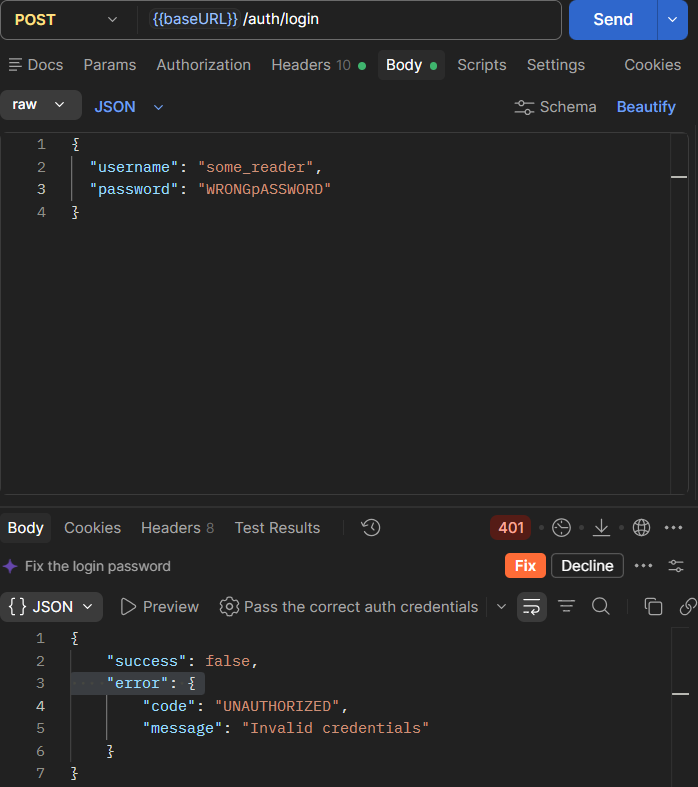 POST {{baseURL}} /auth/login Send
Docs Params Authorization Headers 10 Body Scripts Settings Cookies
raw JSON Schema Beautify
1 {
2 "username": "some_reader",
3 "password": "WRONGpASSWORD"
4 }
Body Cookies Headers 8 Test Results 401
Fix the login password Fix Decline
{} JSON Preview Pass the correct auth credentials
1 {
2 "success": false,
3 "error": {
4 "code": "UNAUTHORIZED",
5 "message": "Invalid credentials"
6 }
7 }